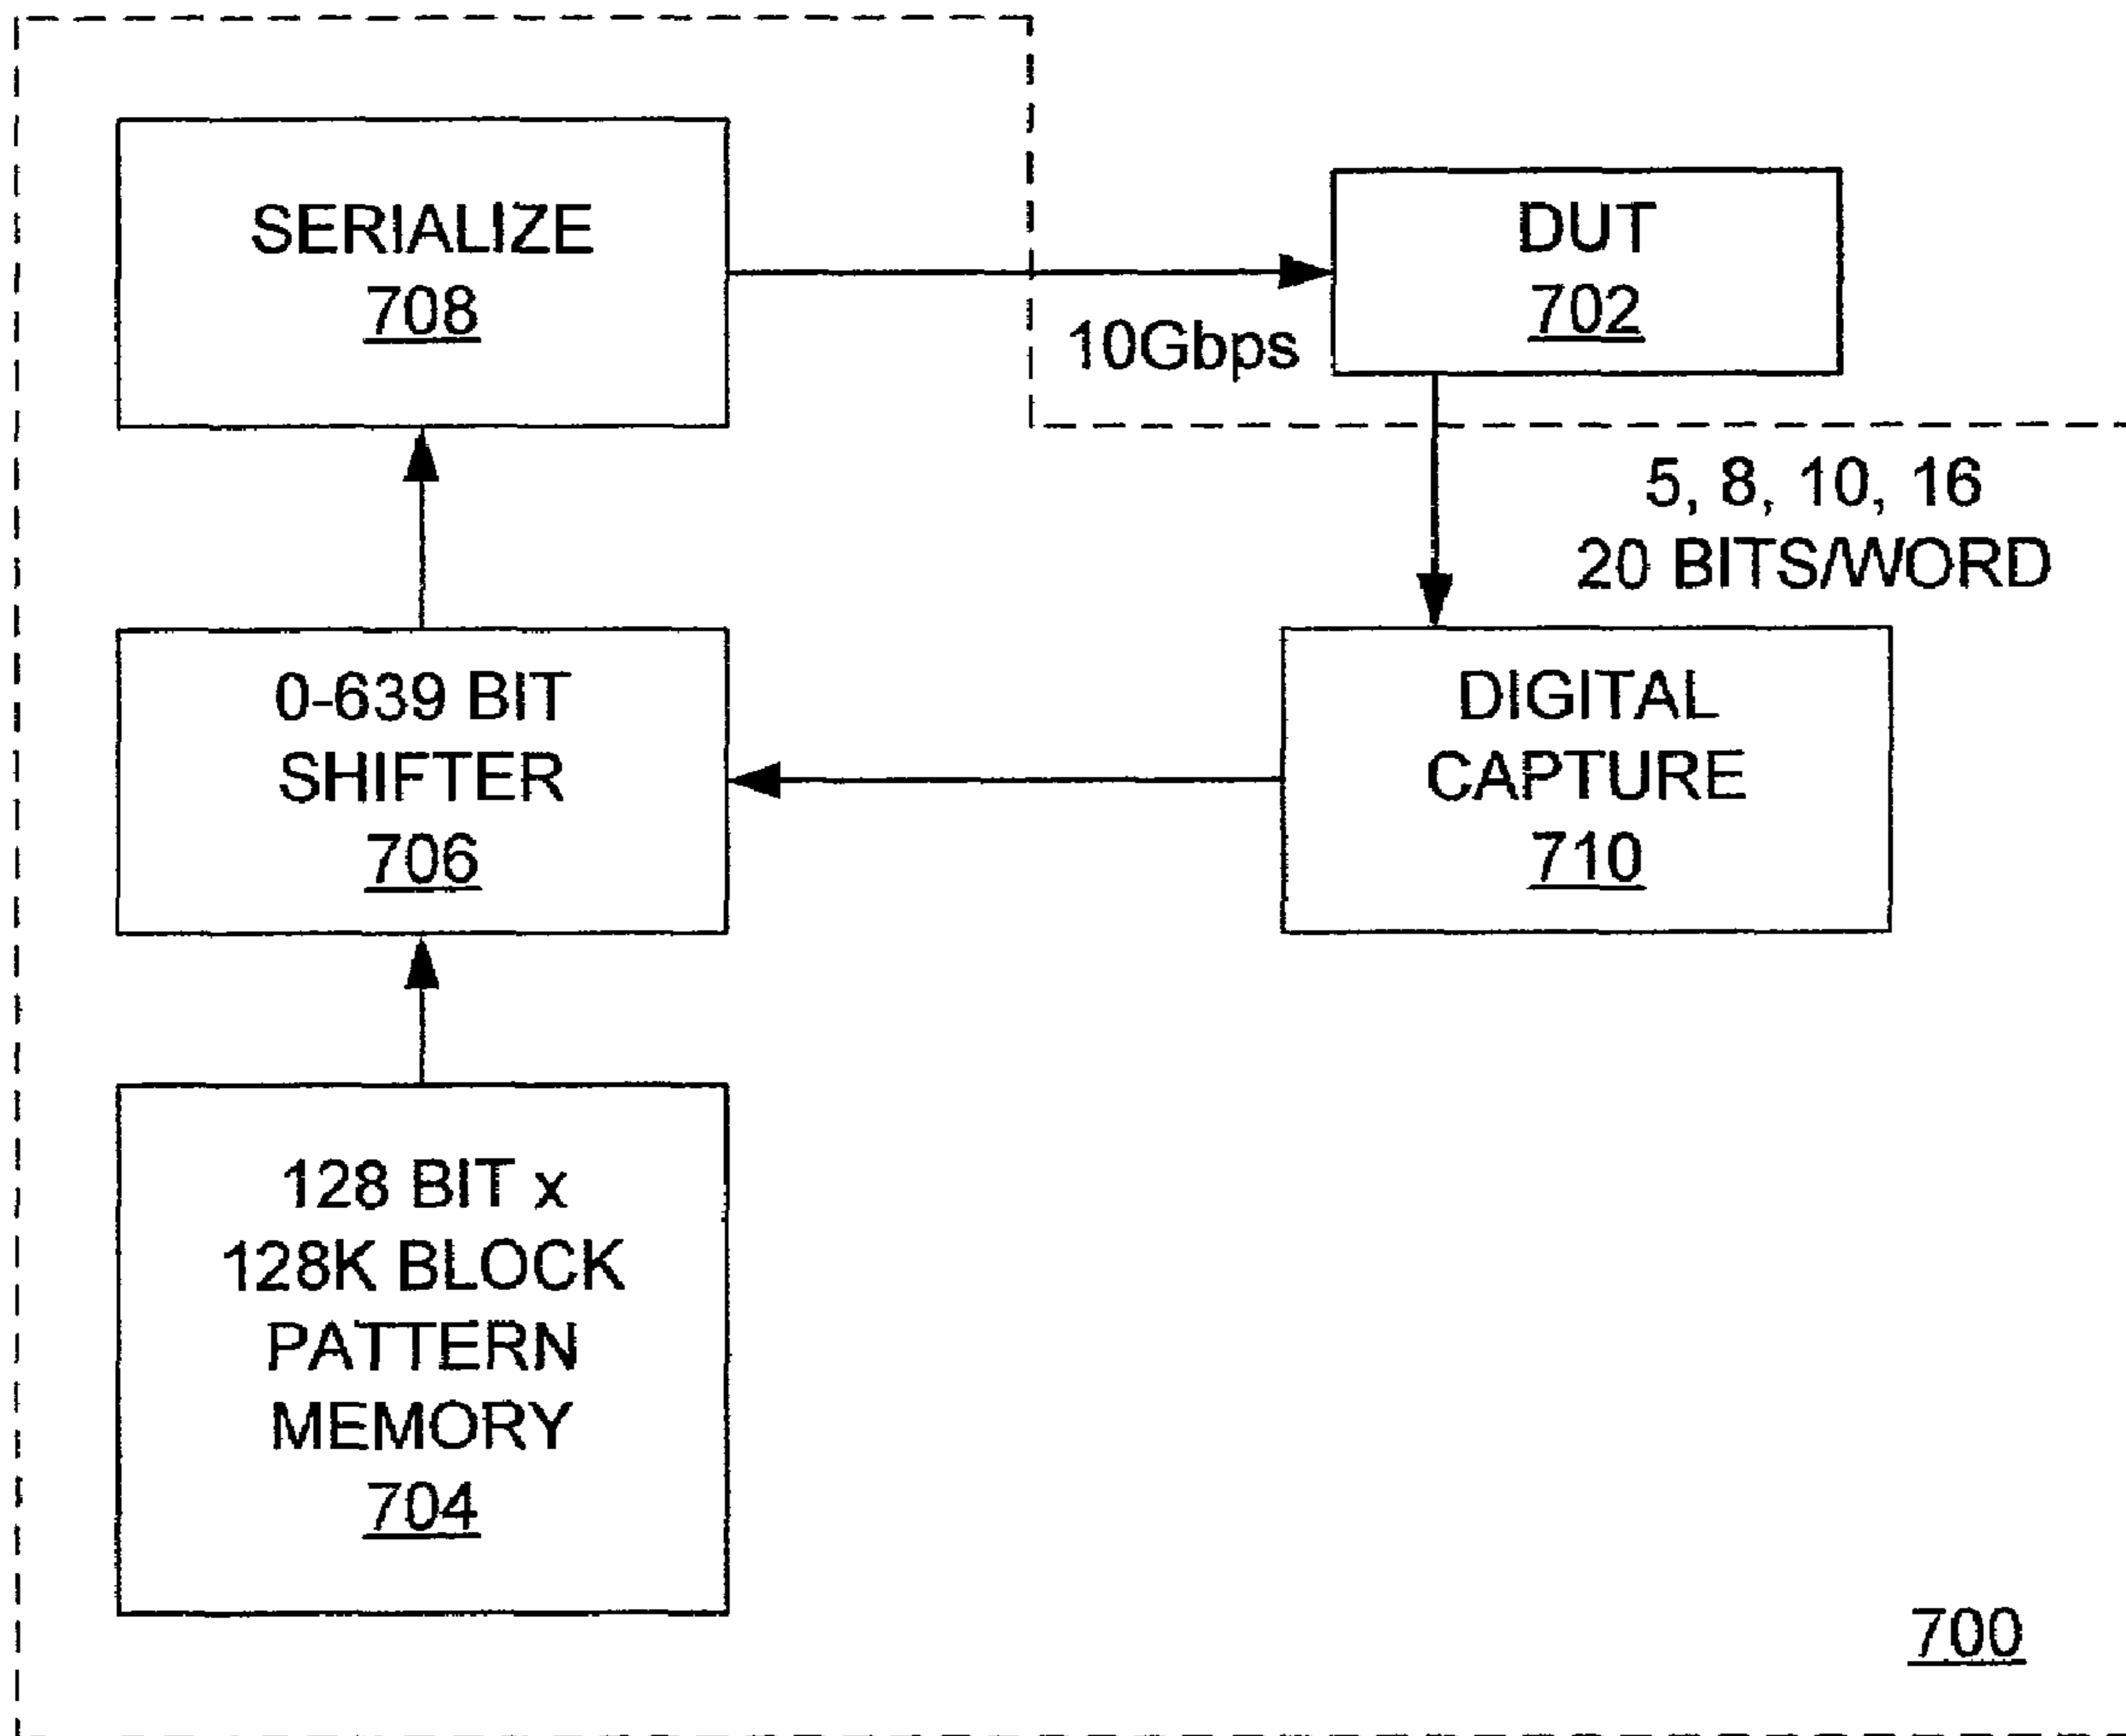 SERIALIZE
708
DUT
702
10Gbps
5, 8, 10, 16
20 BITS/WORD
0-639 BIT
SHIFTER
706
DIGITAL
CAPTURE
710
128 BIT x
128K BLOCK
PATTERN
MEMORY
704
700